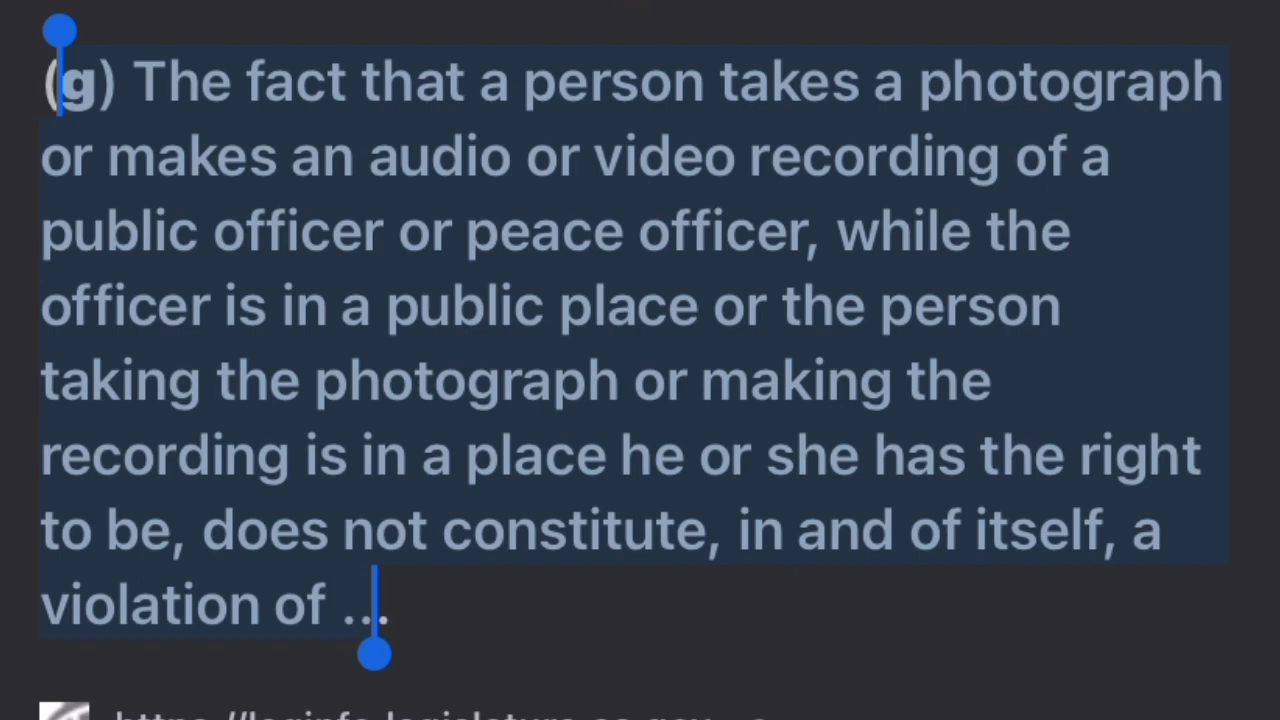 (g) The fact that a person takes a photograph
or makes an audio or video recording of a
public officer or peace officer, while the
officer is in a public place or the person
taking the photograph or making the
recording is in a place he or she has the right
to be, does not constitute, in and of itself, a
violation of ...